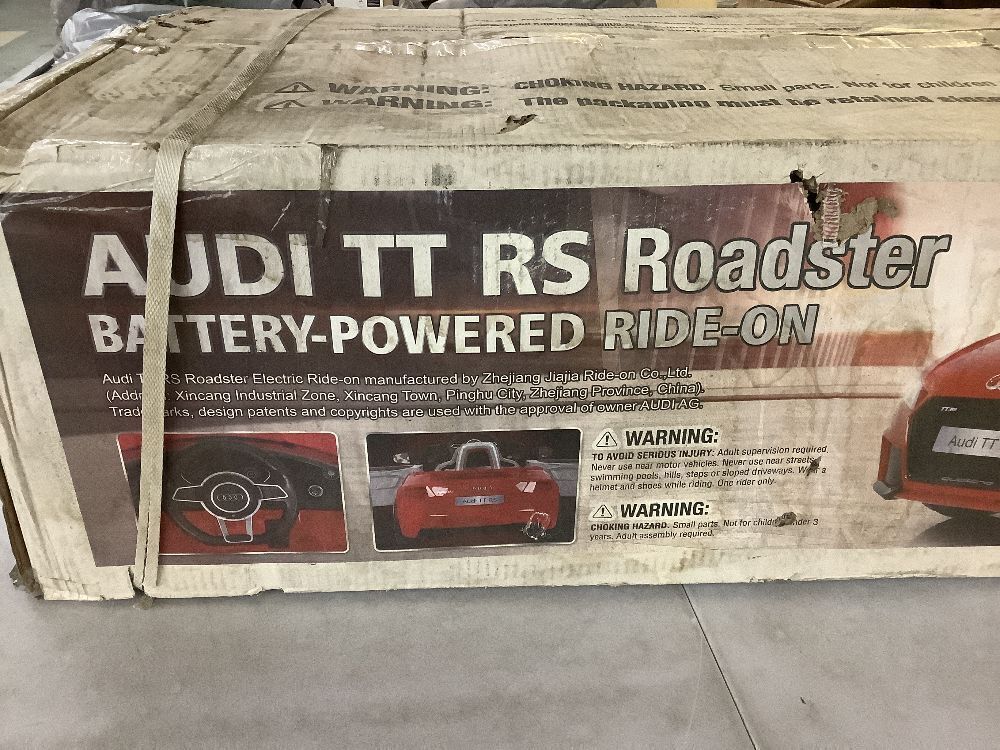 WARNING: CHOKING HAZARD. Small parts. Not for children
WARNING: The packaging must be retained
AUDI TT RS Roadster
BATTERY-POWERED RIDE-ON
Audi RS Roadster Electric Ride-on manufactured by Zhejiang Jiajia Ride-on Co.,Ltd.
Xincang Industrial Zone, Xincang Town, Pinghu City, Zhejiang Province, China).
design patents and copyrights are used with the approval of owner AUDI AG.
WARNING:
TO AVOID SERIOUS INJURY: Adult supervision required.
Never use near motor vehicles. Never use near streets,
swimming pools, hills, steps or sloped driveways. Wear a
helmet and shoes while riding. One rider only.
WARNING:
CHOKING HAZARD. Small parts. Not for children under 3
years. Adult assembly required.
Audi TT RS
TT RS
Audi TT